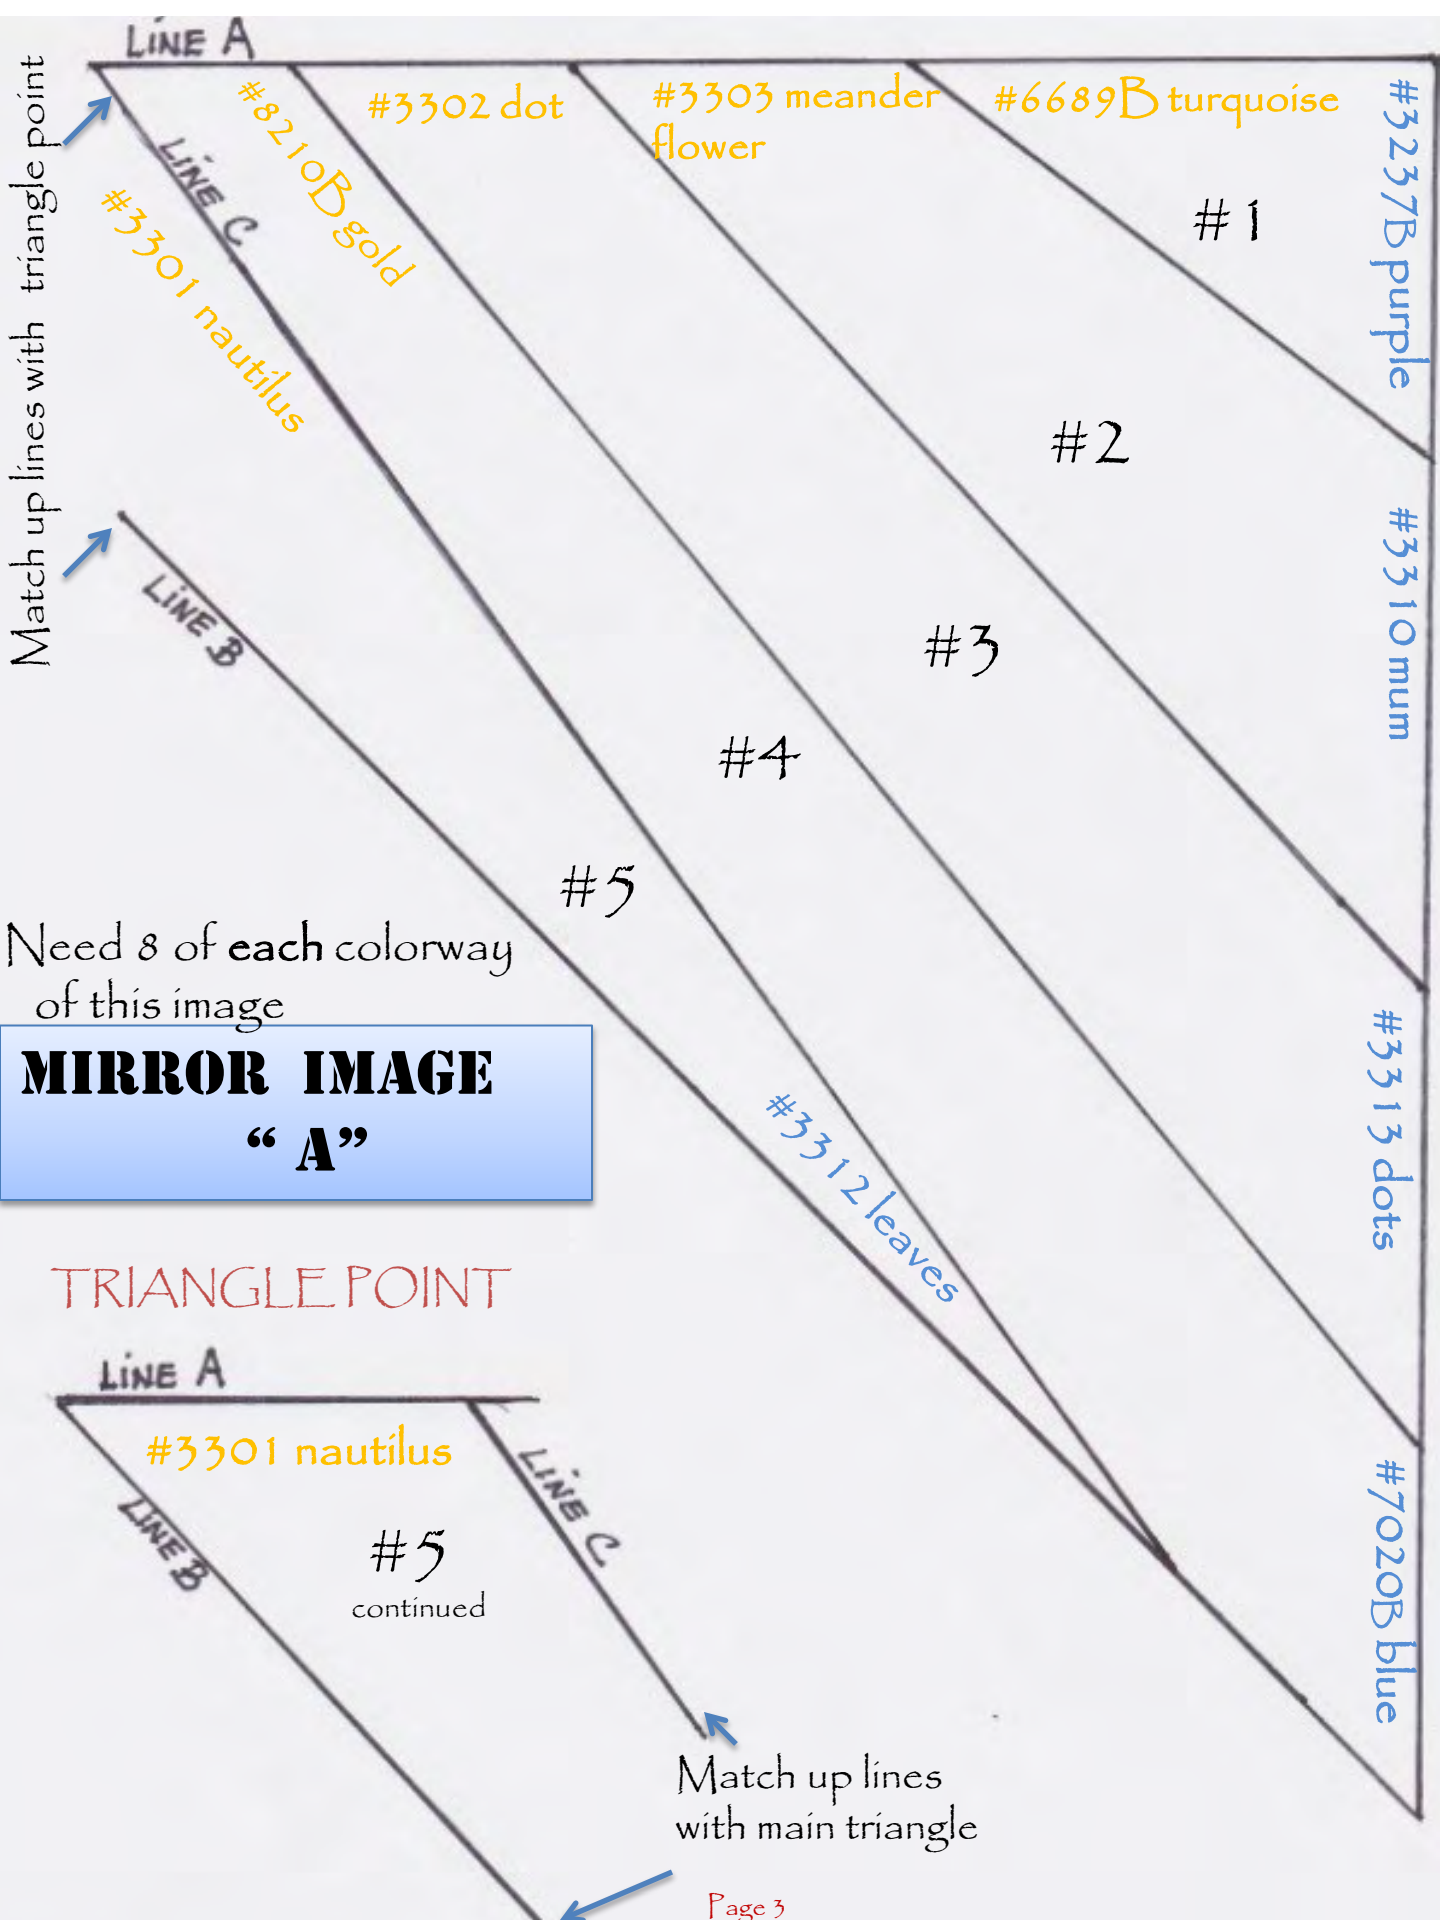 LINE A
Match up lines with triangle point
#8210B gold
#3302 dot
#3303 meander
flower
#6689B turquoise
#3237B purple
LINE C
#3301 nautilus
#1
#2
#3310 mum
LINE B
#3
#4
#5
Need 8 of each colorway
of this image
MIRROR IMAGE
“ A”
#3313 dots
#3312 leaves
TRIANGLE POINT
LINE A
#3301 nautilus
LINE C
LINE B
#5
continued
#7020B blue
Match up lines
with main triangle
Page 3